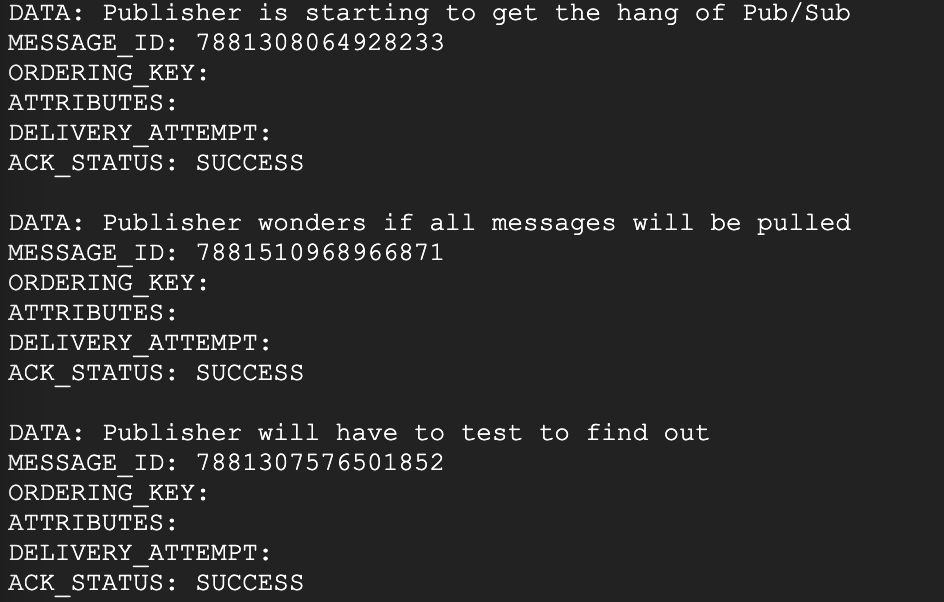 DATA: Publisher is starting to get the hang of Pub/Sub
MESSAGE_ID: 7881308064928233
ORDERING_KEY:
ATTRIBUTES:
DELIVERY_ATTEMPT:
ACK_STATUS: SUCCESS
DATA: Publisher wonders if all messages will be pulled
MESSAGE_ID: 7881510968966871
ORDERING_KEY:
ATTRIBUTES:
DELIVERY_ATTEMPT:
ACK_STATUS: SUCCESS
DATA: Publisher will have to test to find out
MESSAGE_ID: 7881307576501852
ORDERING_KEY:
ATTRIBUTES:
DELIVERY_ATTEMPT:
ACK_STATUS: SUCCESS